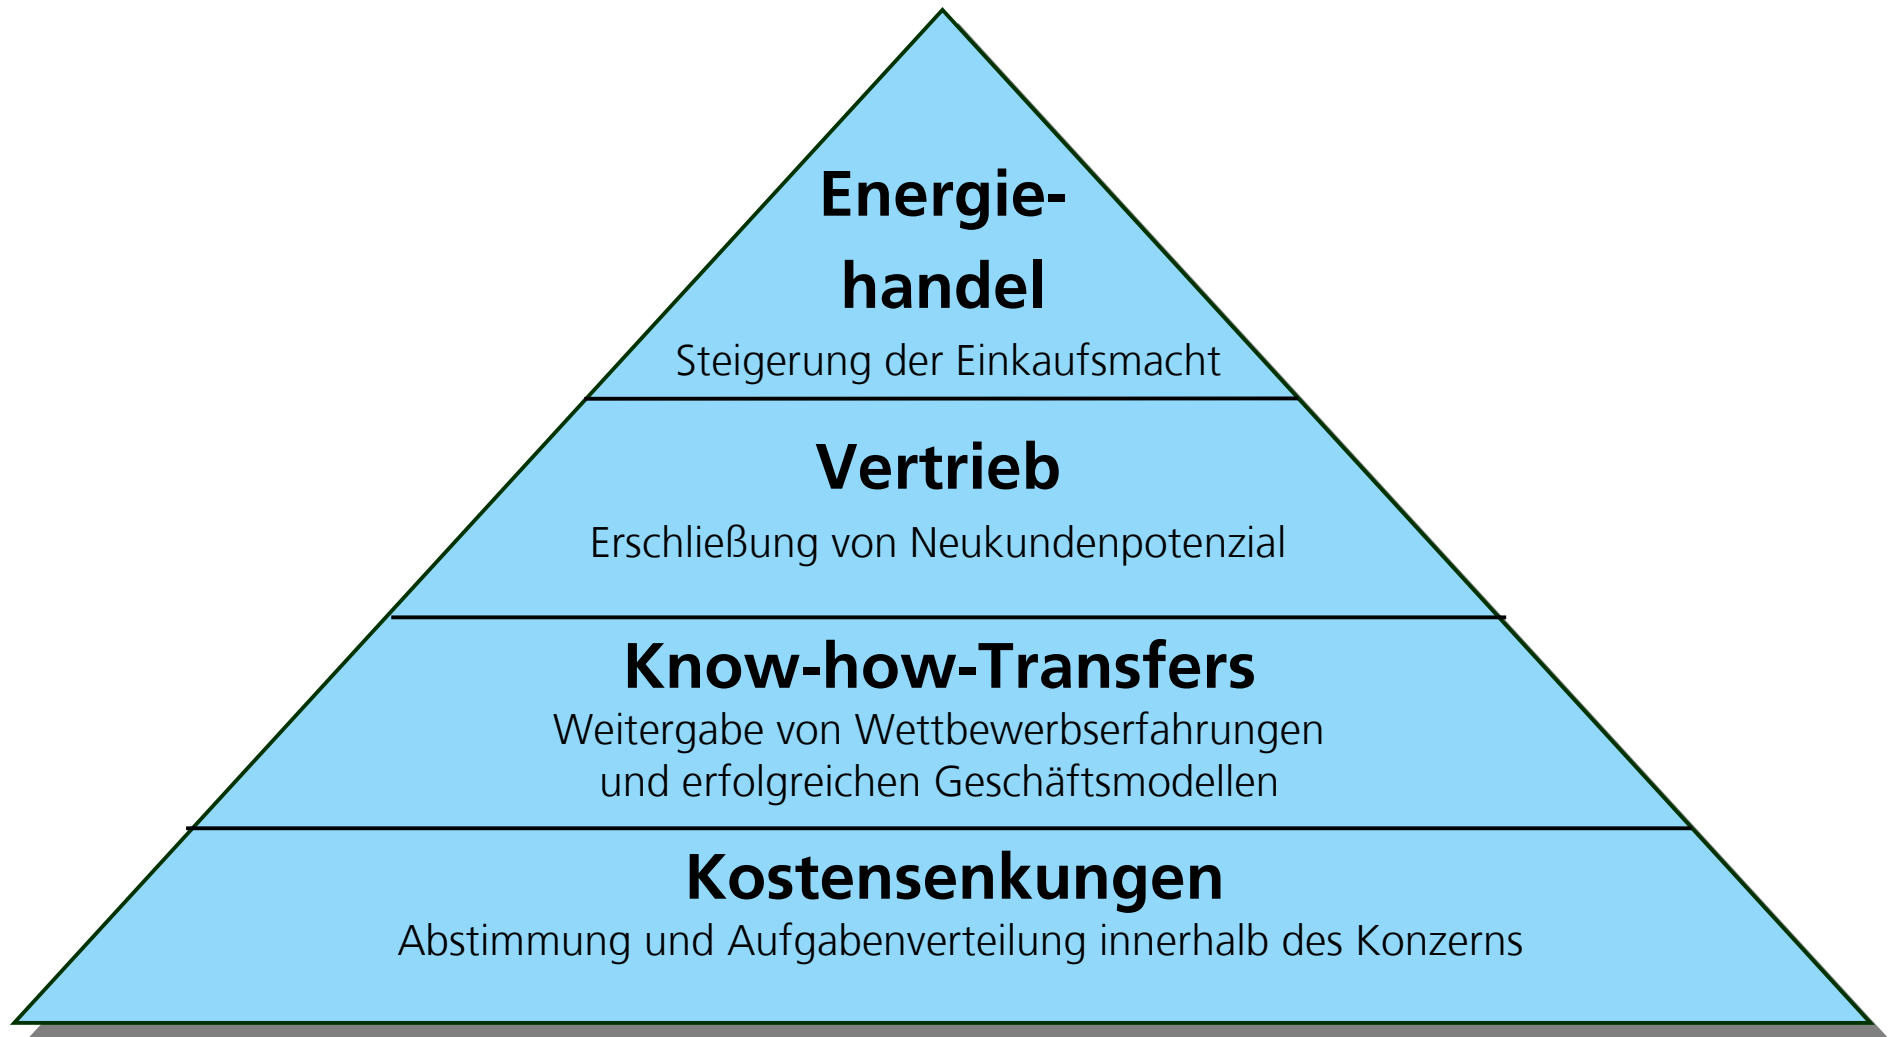 Energie-
handel
Steigerung der Einkaufsmacht
Vertrieb
Erschließung von Neukundenpotenzial
Know-how-Transfers
Weitergabe von Wettbewerbserfahrungen
und erfolgreichen Geschäftsmodellen
Kostensenkungen
Abstimmung und Aufgabenverteilung innerhalb des Konzerns